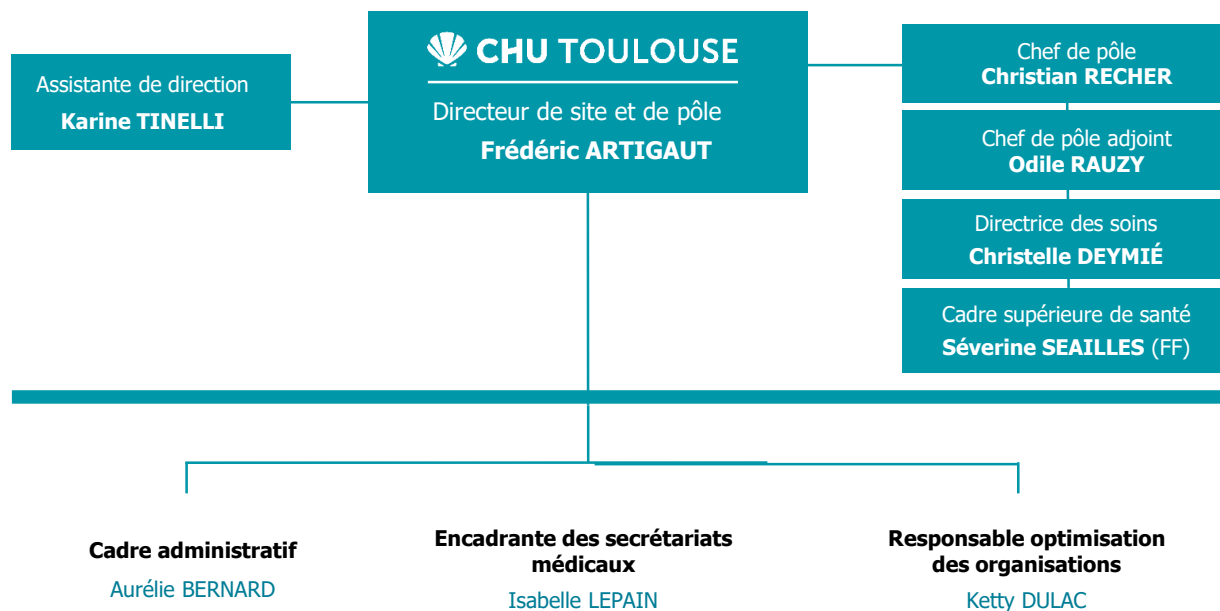 Assistante de direction
Karine TINELLI
CHU TOULOUSE
Directeur de site et de pôle
Frédéric ARTIGAUT
Chef de pôle
Christian RECHER
Chef de pôle adjoint
Odile RAUZY
Directrice des soins
Christelle DEYMIÉ
Cadre supérieure de santé
Séverine SEAILLES (FF)
Cadre administratif
Aurélie BERNARD
Encadrante des secrétariats
médicaux
Isabelle LEPAIN
Responsable optimisation
des organisations
Ketty DULAC